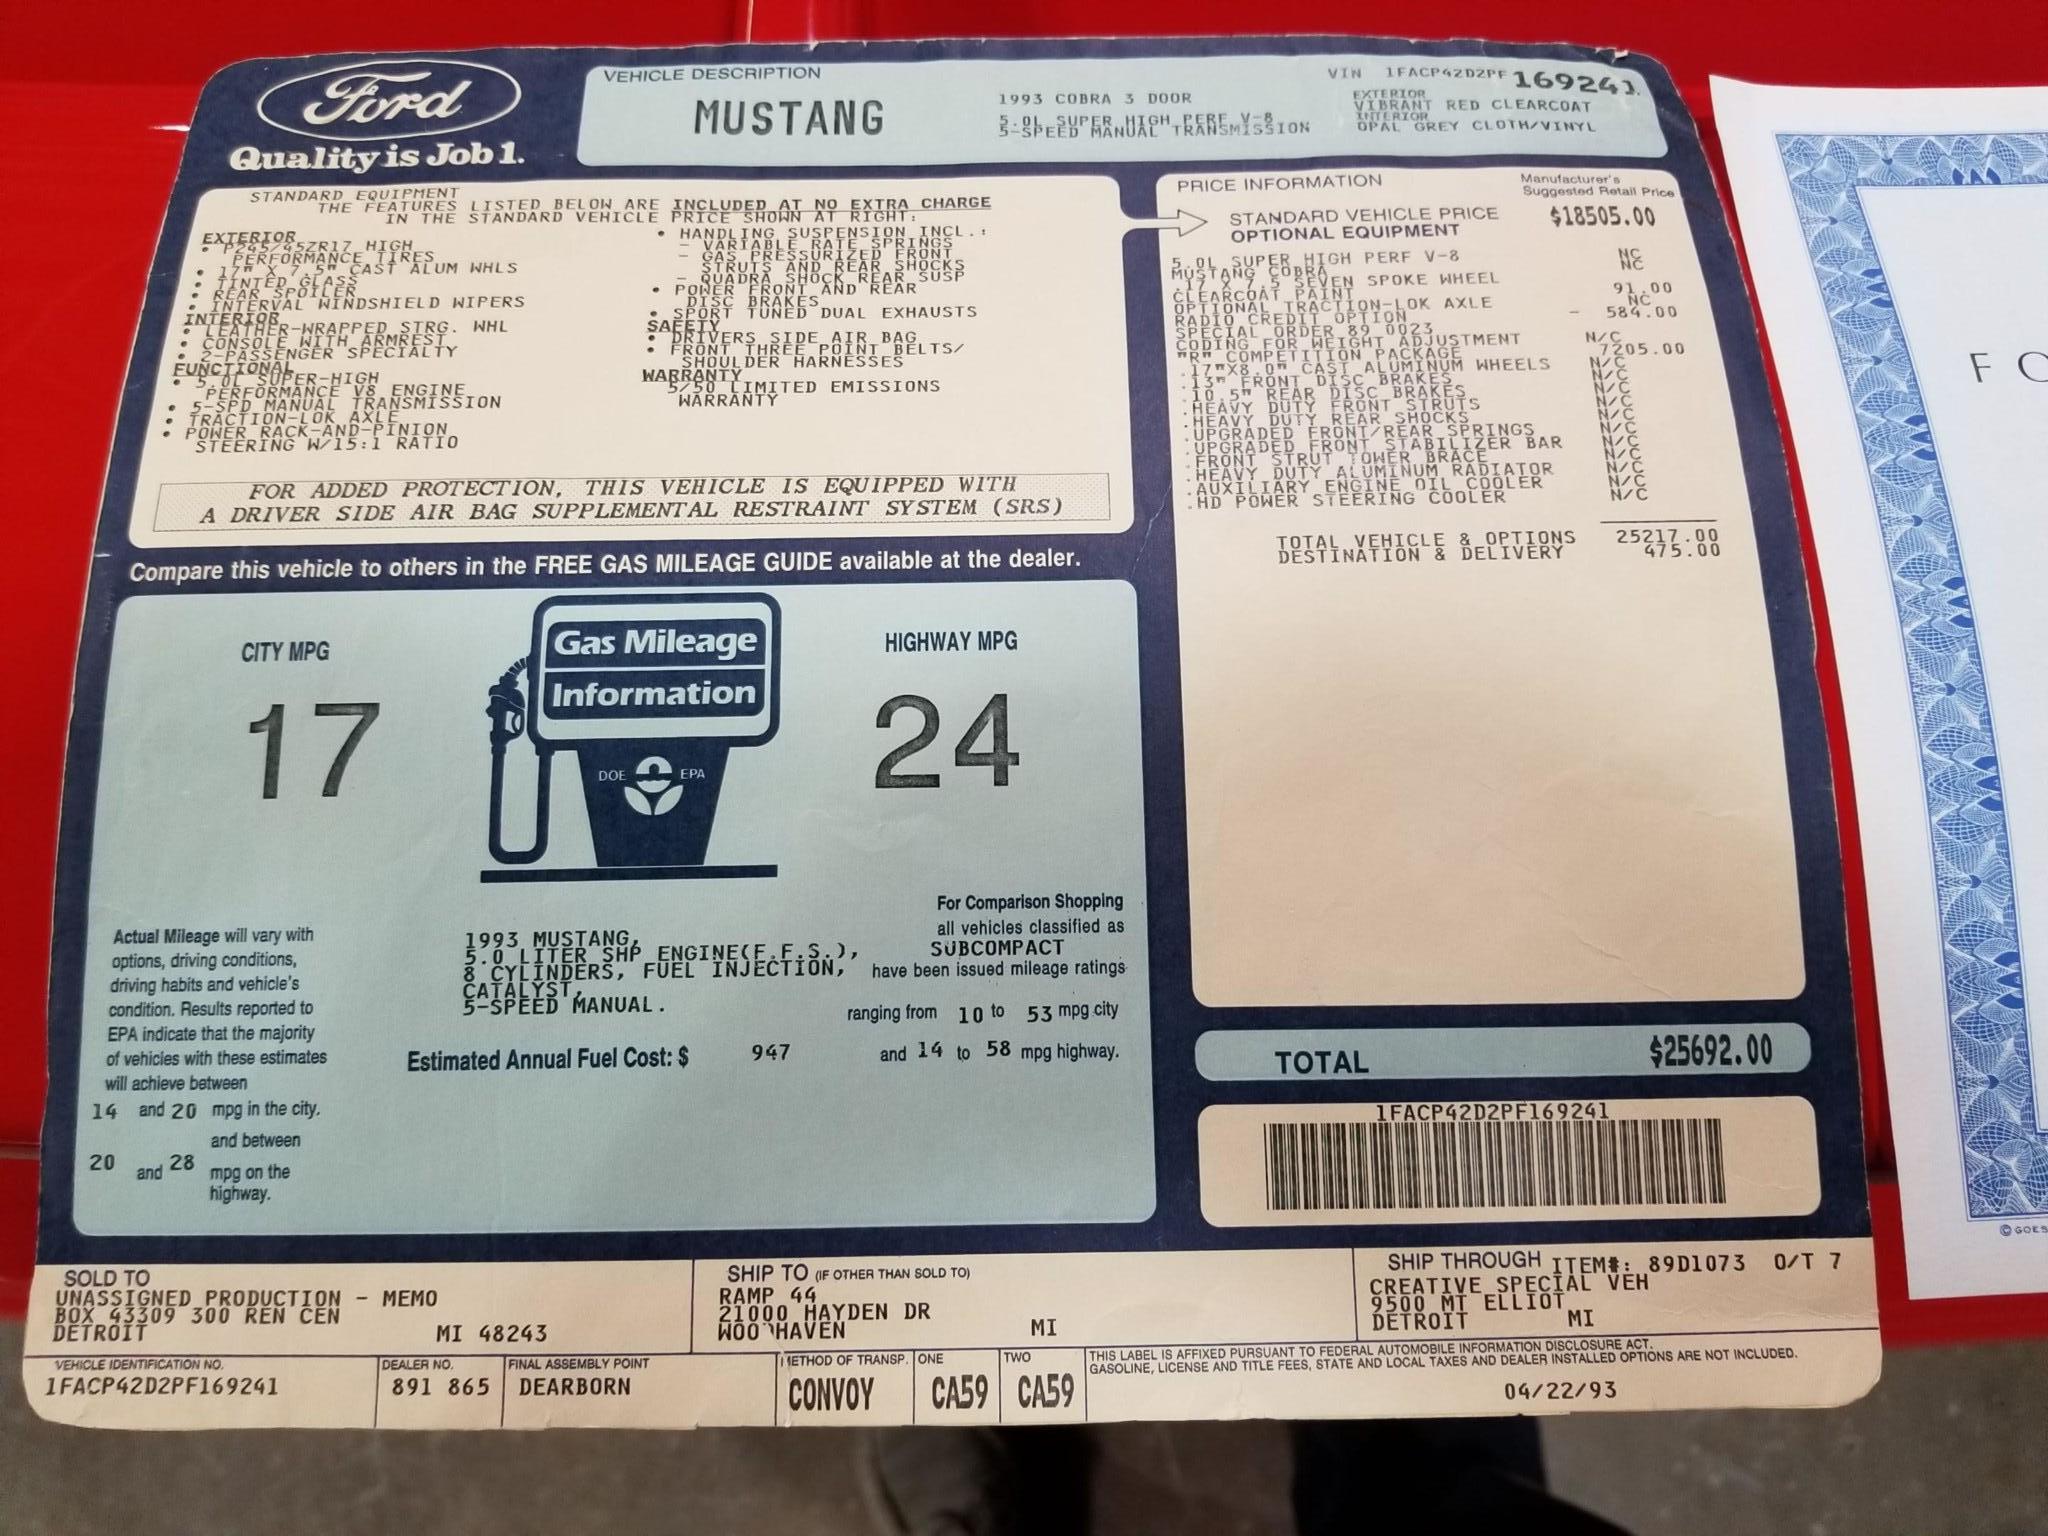 Ford
Quality is Job 1.
VEHICLE DESCRIPTION
MUSTANG
1993 COBRA 3 DOOR
5.0L SUPER HIGH PERF V-8
5-SPEED MANUAL TRANSMISSION
VIN 1FACP42D2PF 169241
EXTERIOR
VIBRANT RED CLEARCOAT
INTERIOR
OPAL GREY CLOTH/VINYL
STANDARD EQUIPMENT
THE FEATURES LISTED BELOW ARE INCLUDED AT NO EXTRA CHARGE
IN THE STANDARD VEHICLE PRICE SHOWN AT RIGHT:
EXTERIOR
• P245/45ZR17 HIGH
PERFORMANCE TIRES
• 17" X 7.5" CAST ALUM WHLS
• TINTED GLASS
• REAR SPOILER
• INTERVAL WINDSHIELD WIPERS
INTERIOR
• LEATHER-WRAPPED STRG. WHL
• CONSOLE WITH ARMREST
• 2-PASSENGER SPECIALTY
FUNCTIONAL
• 5.0L SUPER-HIGH
PERFORMANCE V8 ENGINE
• 5-SPD MANUAL TRANSMISSION
• TRACTION-LOK AXLE
• POWER RACK-AND-PINION
STEERING W/15:1 RATIO
• HANDLING SUSPENSION INCL.:
- VARIABLE RATE SPRINGS
- GAS PRESSURIZED FRONT
STRUTS AND REAR SHOCKS
- QUADRA SHOCK REAR SUSP
• POWER FRONT AND REAR
DISC BRAKES
• SPORT TUNED DUAL EXHAUSTS
SAFETY
• DRIVERS SIDE AIR BAG
• FRONT THREE POINT BELTS/
SHOULDER HARNESSES
WARRANTY
5/50 LIMITED EMISSIONS
WARRANTY
FOR ADDED PROTECTION, THIS VEHICLE IS EQUIPPED WITH
A DRIVER SIDE AIR BAG SUPPLEMENTAL RESTRAINT SYSTEM (SRS)
PRICE INFORMATION
Manufacturer's
Suggested Retail Price
STANDARD VEHICLE PRICE $18505.00
OPTIONAL EQUIPMENT
5.0L SUPER HIGH PERF V-8 NC
MUSTANG COBRA NC
.17 X 7.5 SEVEN SPOKE WHEEL
CLEARCOAT PAINT 91.00
OPTIONAL TRACTION-LOK AXLE NC
RADIO CREDIT OPTION - 584.00
SPECIAL ORDER 89 0023
CODING FOR WEIGHT ADJUSTMENT N/C
"R" COMPETITION PACKAGE 7205.00
.17"X8.0" CAST ALUMINUM WHEELS N/C
.13" FRONT DISC BRAKES N/C
.10.5" REAR DISC BRAKES N/C
.HEAVY DUTY FRONT STRUTS N/C
.HEAVY DUTY REAR SHOCKS N/C
.UPGRADED FRONT/REAR SPRINGS N/C
.UPGRADED FRONT STABILIZER BAR N/C
.FRONT STRUT TOWER BRACE N/C
.HEAVY DUTY ALUMINUM RADIATOR N/C
.AUXILIARY ENGINE OIL COOLER N/C
.HD POWER STEERING COOLER N/C
TOTAL VEHICLE & OPTIONS 25217.00
DESTINATION & DELIVERY 475.00
TOTAL $25692.00
1FACP42D2PF169241
Compare this vehicle to others in the FREE GAS MILEAGE GUIDE available at the dealer.
CITY MPG
17
Gas Mileage
Information
DOE EPA
HIGHWAY MPG
24
Actual Mileage will vary with
options, driving conditions,
driving habits and vehicle's
condition. Results reported to
EPA indicate that the majority
of vehicles with these estimates
will achieve between
14 and 20 mpg in the city.
and between
20 and 28 mpg on the
highway.
1993 MUSTANG,
5.0 LITER SHP ENGINE(F.F.S.),
8 CYLINDERS, FUEL INJECTION,
CATALYST,
5-SPEED MANUAL.
Estimated Annual Fuel Cost: $ 947
For Comparison Shopping
all vehicles classified as
SUBCOMPACT
have been issued mileage ratings
ranging from 10 to 53 mpg city
and 14 to 58 mpg highway.
SOLD TO
UNASSIGNED PRODUCTION - MEMO
BOX 43309 300 REN CEN
DETROIT MI 48243
SHIP TO (IF OTHER THAN SOLD TO)
RAMP 44
21000 HAYDEN DR
WOODHAVEN MI
SHIP THROUGH ITEM#: 89D1073 O/T 7
CREATIVE SPECIAL VEH
9500 MT ELLIOT
DETROIT MI
VEHICLE IDENTIFICATION NO.
1FACP42D2PF169241
DEALER NO.
891 865
FINAL ASSEMBLY POINT
DEARBORN
METHOD OF TRANSP.
CONVOY
ONE
CA59
TWO
CA59
THIS LABEL IS AFFIXED PURSUANT TO FEDERAL AUTOMOBILE INFORMATION DISCLOSURE ACT.
GASOLINE, LICENSE AND TITLE FEES, STATE AND LOCAL TAXES AND DEALER INSTALLED OPTIONS ARE NOT INCLUDED.
04/22/93
F O
© GOES